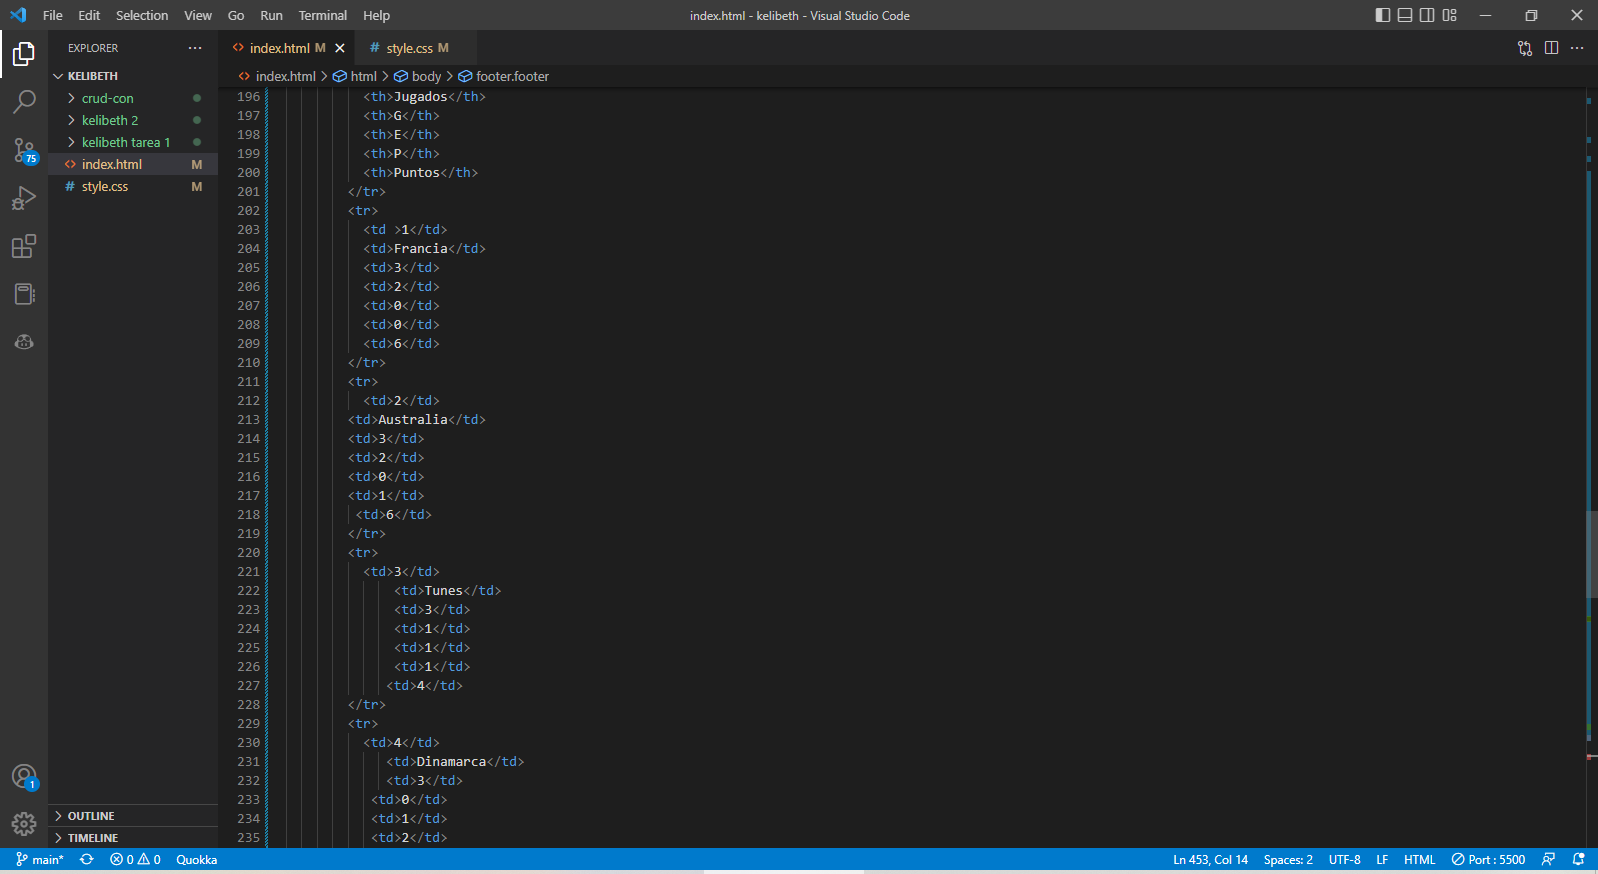 File Edit Selection View Go Run Terminal Help index.html - kelibeth - Visual Studio Code
EXPLORER ··· <> index.html M × # style.css M ···
KELIBETH <> index.html > html > body > footer.footer
crud-con
kelibeth 2
kelibeth tarea 1
<> index.html M
# style.css M
75
196 <th>Jugados</th>
197 <th>G</th>
198 <th>E</th>
199 <th>P</th>
200 <th>Puntos</th>
201 </tr>
202 <tr>
203 <td >1</td>
204 <td>Francia</td>
205 <td>3</td>
206 <td>2</td>
207 <td>0</td>
208 <td>0</td>
209 <td>6</td>
210 </tr>
211 <tr>
212 <td>2</td>
213 <td>Australia</td>
214 <td>3</td>
215 <td>2</td>
216 <td>0</td>
217 <td>1</td>
218 <td>6</td>
219 </tr>
220 <tr>
221 <td>3</td>
222 <td>Tunes</td>
223 <td>3</td>
224 <td>1</td>
225 <td>1</td>
226 <td>1</td>
227 <td>4</td>
228 </tr>
229 <tr>
230 <td>4</td>
231 <td>Dinamarca</td>
232 <td>3</td>
233 <td>0</td>
234 <td>1</td>
235 <td>2</td>
1
OUTLINE
TIMELINE
main* 0 0 Quokka Ln 453, Col 14 Spaces: 2 UTF-8 LF HTML Port : 5500